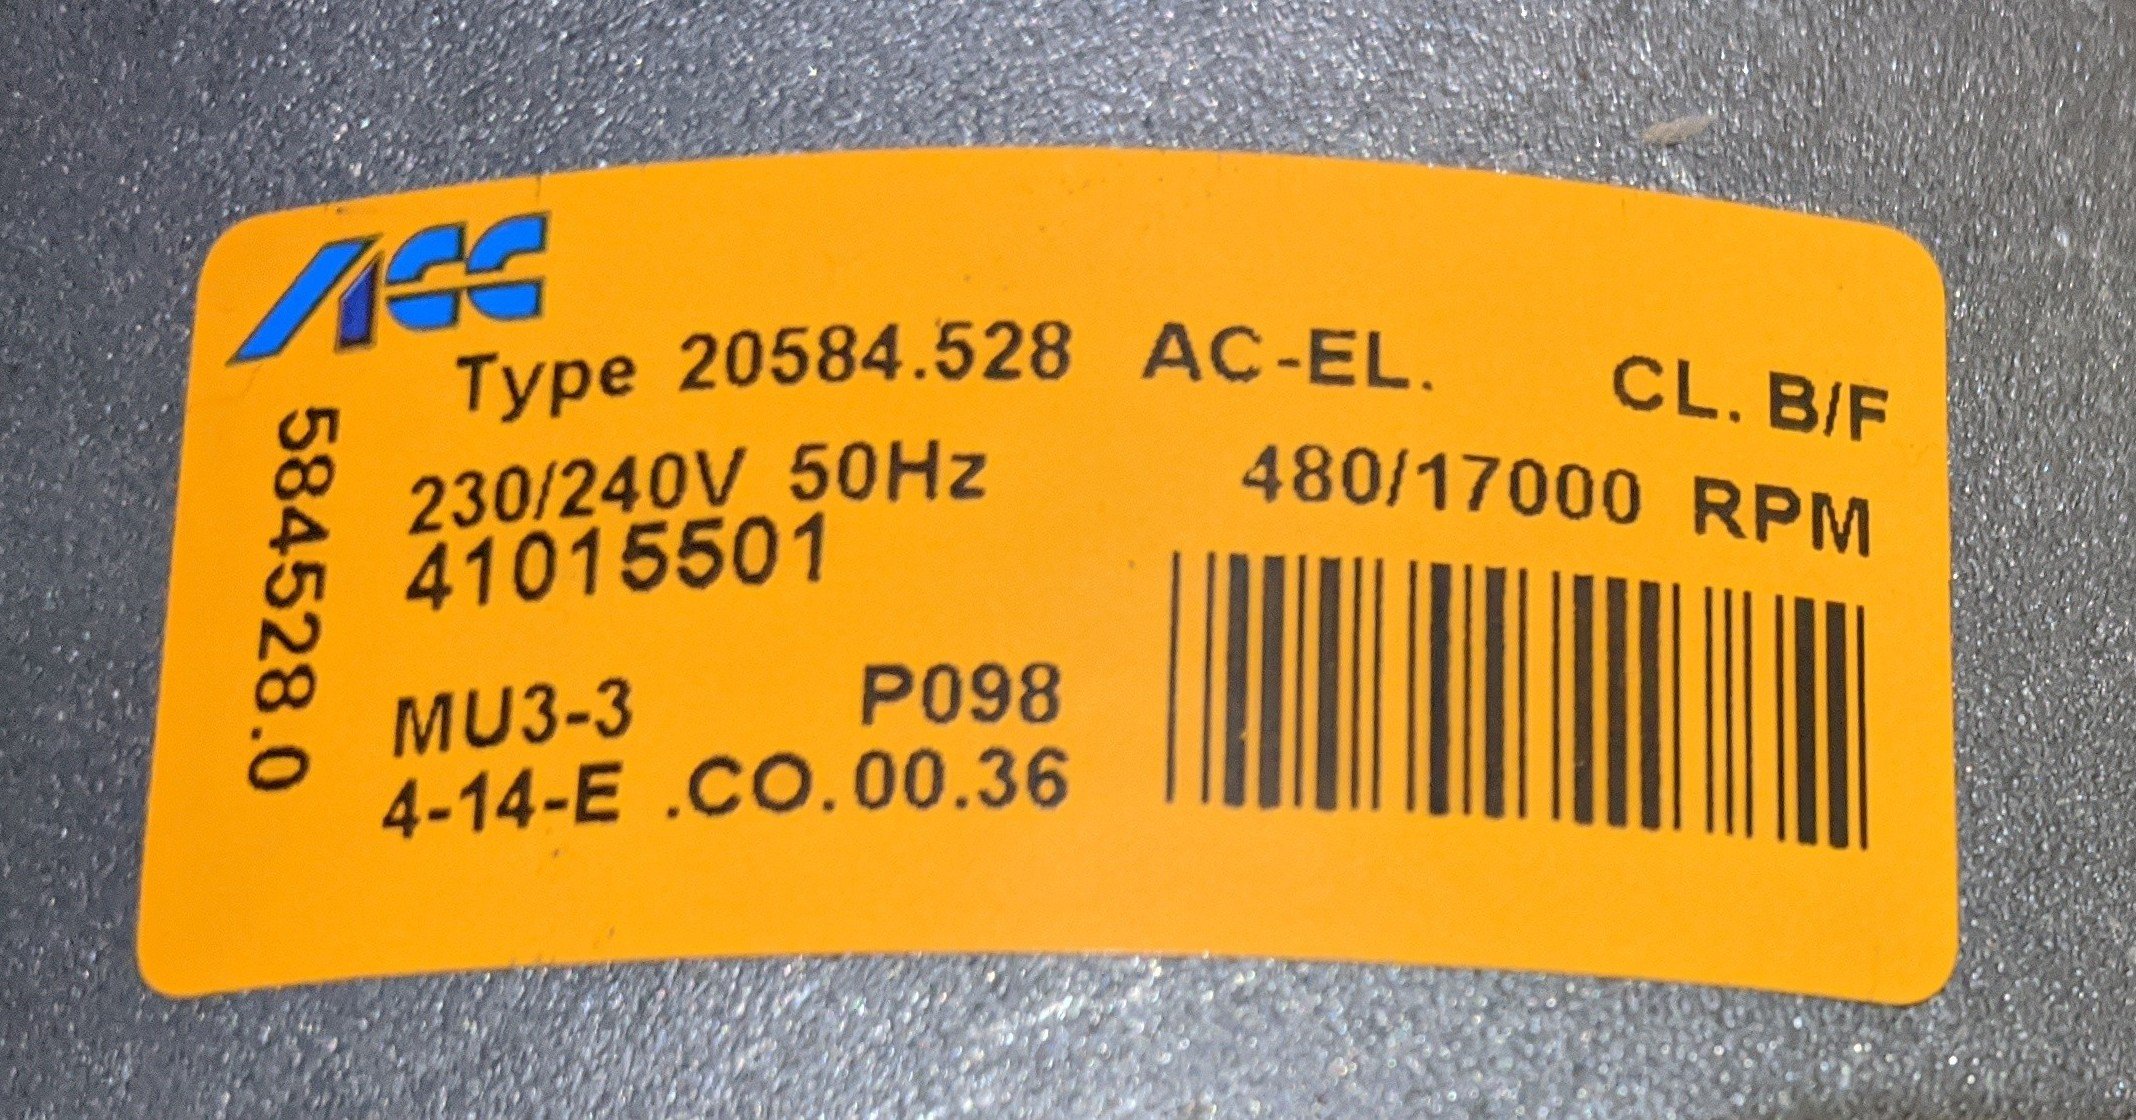 ACC
Type 20584.528 AC-EL. CL. B/F
230/240V 50Hz 480/17000 RPM
41015501
MU3-3 P098
4-14-E .CO.00.36
584528.0